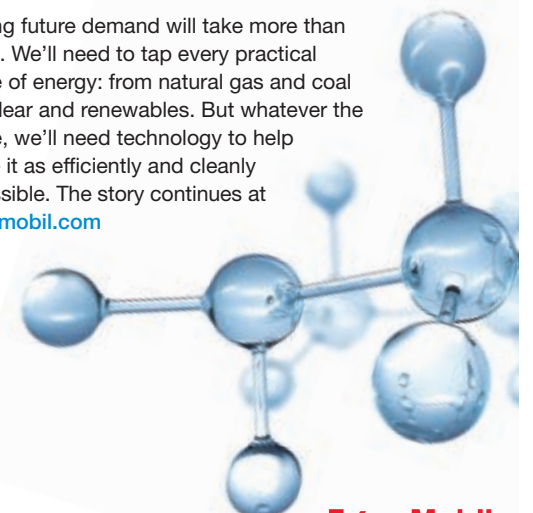 ng future demand will take more than
. We'll need to tap every practical
e of energy: from natural gas and coal
lear and renewables. But whatever the
e, we'll need technology to help
it as efficiently and cleanly
ssible. The story continues at
mobil.com